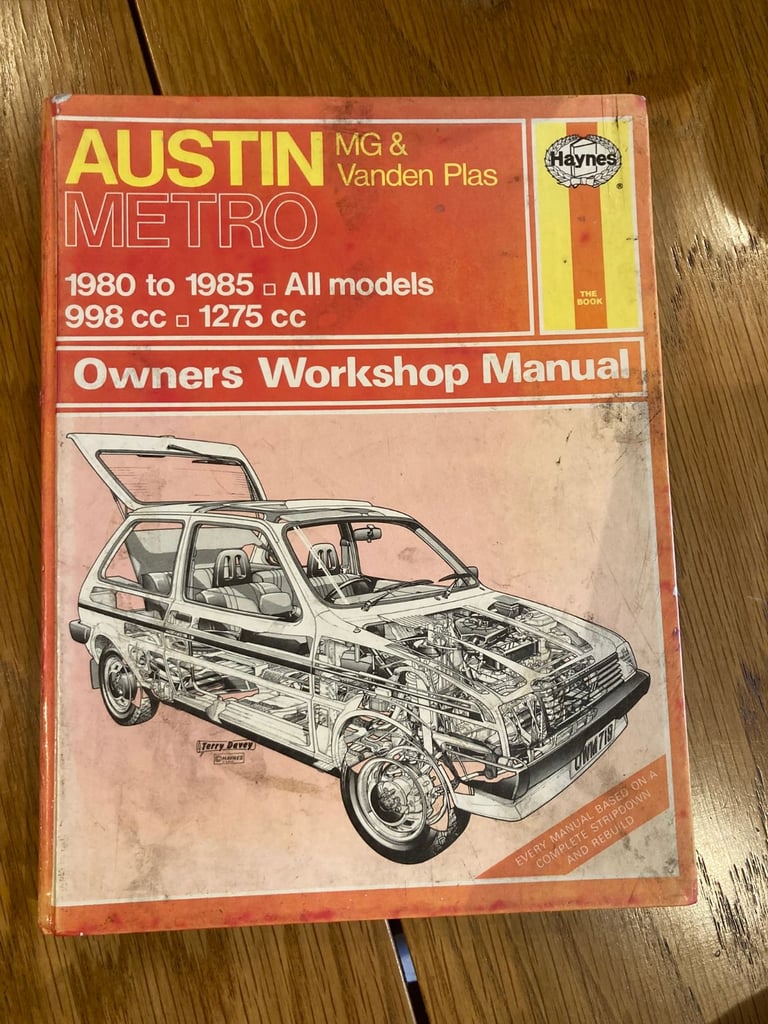 AUSTIN MG &
Vanden Plas
METRO
1980 to 1985 □ All models
998 cc □ 1275 cc
Haynes
®
THE
BOOK
Owners Workshop Manual
Terry Davey
© HAYNES
EVERY MANUAL BASED ON A
COMPLETE STRIPDOWN
AND REBUILD